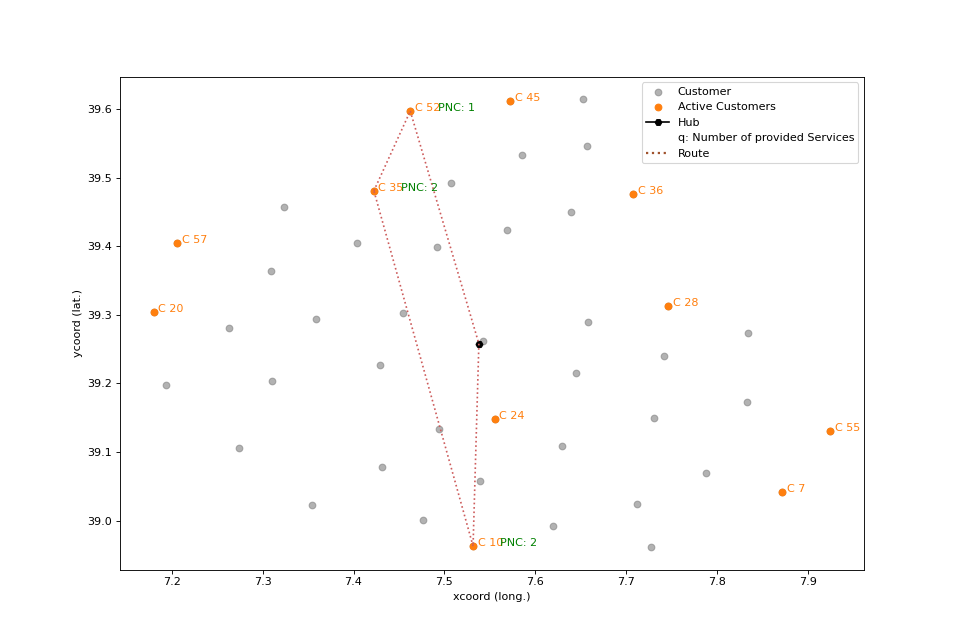 Customer
Active Customers
Hub
q: Number of provided Services
Route
C 45
C 52 PNC: 1
C 35 PNC: 2
C 36
C 57
C 20
C 28
C 24
C 55
C 7
C 10 PNC: 2
39.6
39.5
39.4
39.3
39.2
39.1
39.0
ycoord (lat.)
7.2 7.3 7.4 7.5 7.6 7.7 7.8 7.9
xcoord (long.)